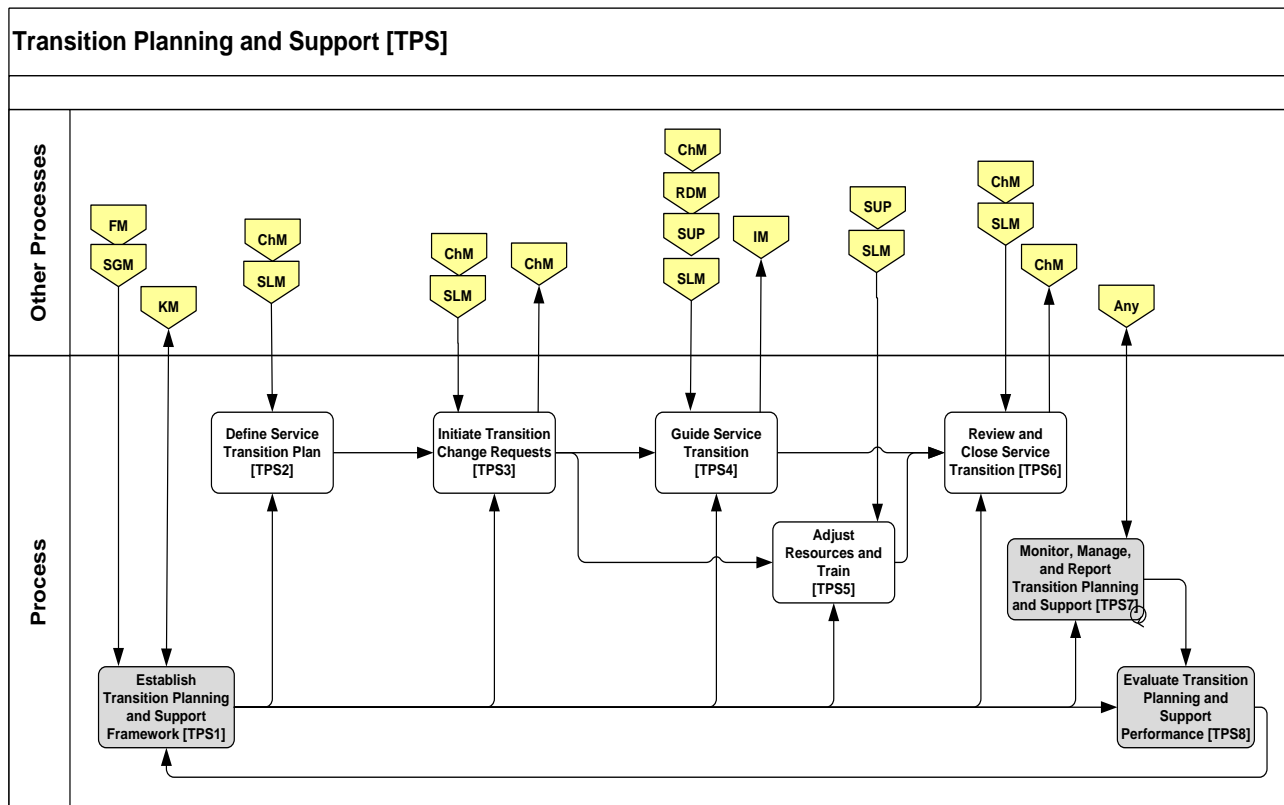 Transition Planning and Support [TPS]
Other Processes
FM
SGM
KM
ChM
SLM
ChM
SLM
ChM
ChM
RDM
SUP
SLM
IM
SUP
SLM
ChM
SLM
ChM
Any
Process
Define Service
Transition Plan
[TPS2]
Initiate Transition
Change Requests
[TPS3]
Guide Service
Transition
[TPS4]
Review and
Close Service
Transition [TPS6]
Adjust
Resources and
Train
[TPS5]
Monitor, Manage,
and Report
Transition Planning
and Support [TPS7]
Establish
Transition Planning
and Support
Framework [TPS1]
Evaluate Transition
Planning and
Support
Performance [TPS8]